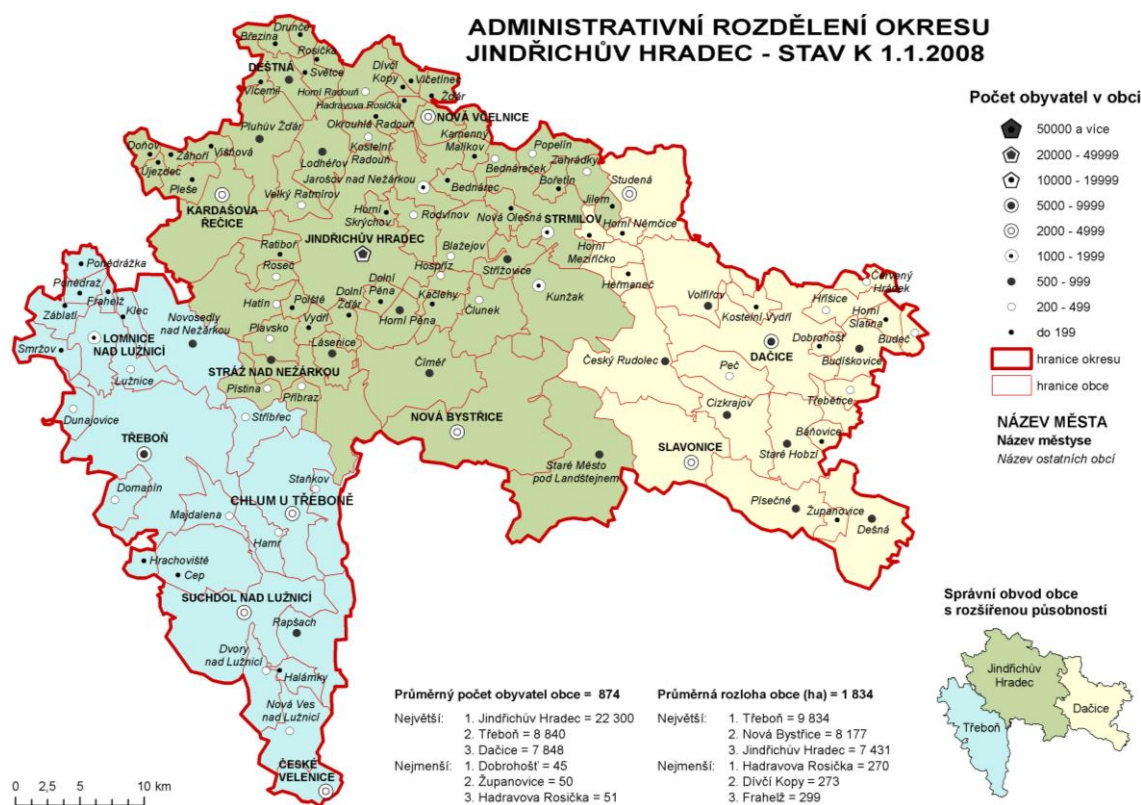 ADMINISTRATIVNÍ ROZDĚLENÍ OKRESU
JINDŘICHŮV HRADEC - STAV K 1.1.2008
Počet obyvatel v obci
50000 a více
20000 - 49999
10000 - 19999
5000 - 9999
2000 - 4999
1000 - 1999
500 - 999
200 - 499
do 199
hranice okresu
hranice obce
NÁZEV MĚSTA
Název městyse
Název ostatních obcí
Drunče
Březina
Rosička
DEŠTNÁ
Světce
Dívčí
Kopy
Vlčetínec
Vícemil
Horní Radouň
Žďár
Hadravova Rosička
NOVÁ VČELNICE
Pluhův Žďár
Okrouhlá Radouň
Kostelní
Radouň
Kamenný
Malíkov
Popelín
Doňov
Záhoří
Višňová
Lodhéřov
Bednáreček
Zahrádky
Újezdec
Jarošov nad Nežárkou
Studená
Pleše
Bednárec
Bořetín
Velký Ratmírov
Jilem
KARDAŠOVA
ŘEČICE
Horní
Skrýchov
Rodvínov
Nová Olešná
STRMILOV
Horní Němčice
JINDŘICHŮV HRADEC
Ratiboř
Blažejov
Horní
Meziříčko
Roseč
Hospříz
Střížovice
Heřmaneč
Červený
Hrádek
Ponědrážka
Ponědraž
Frahelž
Klec
Záblatí
Hatín
Polště
Dolní
Žďár
Dolní
Pěna
Kačlehy
Kunžak
Volfířov
Hříšice
Horní
Slatina
Novosedly
nad Nežárkou
Vydří
Horní Pěna
Člunek
Kostelní Vydří
Budeč
LOMNICE
NAD LUŽNICÍ
Plavsko
Lásenice
DAČICE
Dobrohošť
Smržov
Český Rudolec
Budíškovice
Lužnice
STRÁŽ NAD NEŽÁRKOU
Číměř
Peč
Pístina
Příbraz
Třebětice
Dunajovice
Stříbřec
NOVÁ BYSTŘICE
Cizkrajov
TŘEBOŇ
SLAVONICE
Báňovice
Staré Hobzí
Staré Město
pod Landštejnem
Domanín
Staňkov
CHLUM U TŘEBONĚ
Písečné
Majdalena
Županovice
Dešná
Hamr
Hrachoviště
Cep
SUCHDOL NAD LUŽNICÍ
Rapšach
Dvory
nad Lužnicí
Halámky
Nová Ves
nad Lužnicí
ČESKÉ
VELENICE
Správní obvod obce
s rozšířenou působností
Jindřichův
Hradec
Dačice
Třeboň
Průměrný počet obyvatel obce = 874
Největší: 1. Jindřichův Hradec = 22 300
2. Třeboň = 8 840
3. Dačice = 7 848
Nejmenší: 1. Dobrohošť = 45
2. Županovice = 50
3. Hadravova Rosička = 51
Průměrná rozloha obce (ha) = 1 834
Největší: 1. Třeboň = 9 834
2. Nová Bystřice = 8 177
3. Jindřichův Hradec = 7 431
Nejmenší: 1. Hadravova Rosička = 270
2. Dívčí Kopy = 273
3. Frahelž = 299
0 2,5 5 10 km